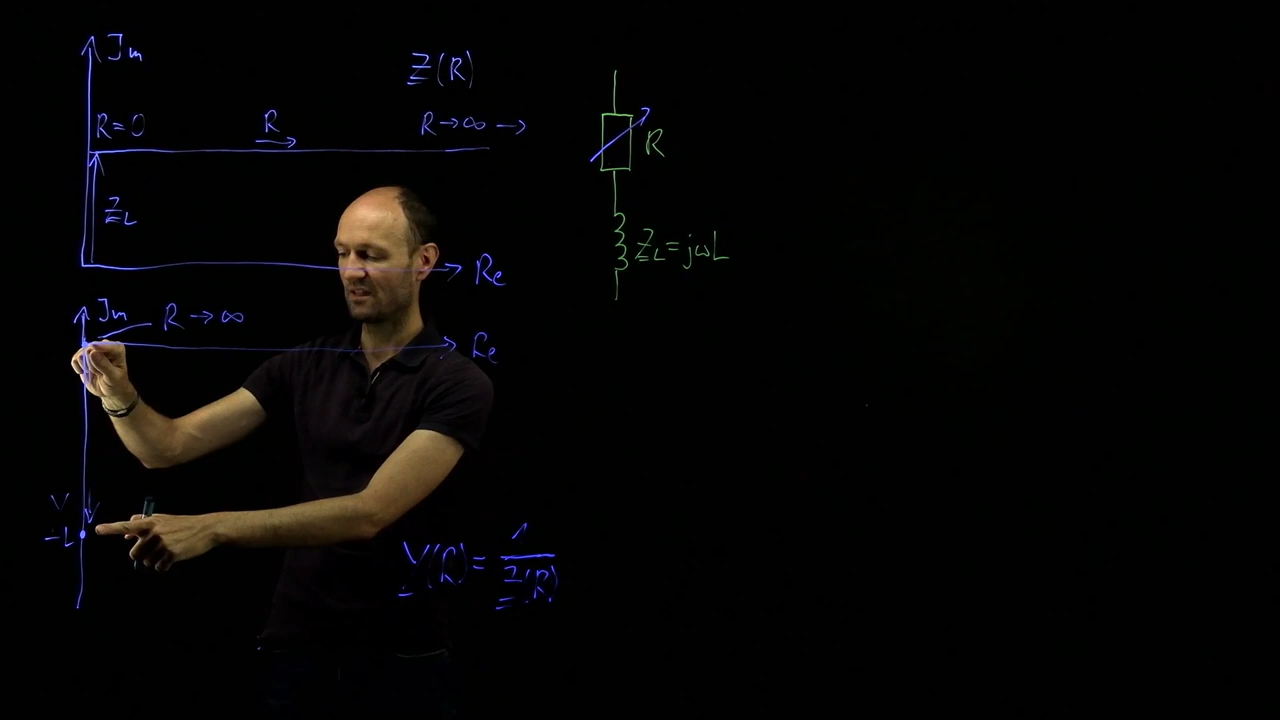 Im
Z(R)
R=0
R
R→∞ →
R
Z_L
Z_L=jωL
Re
Im
R→∞
Re
Y_L
Y(R)=1/Z(R)